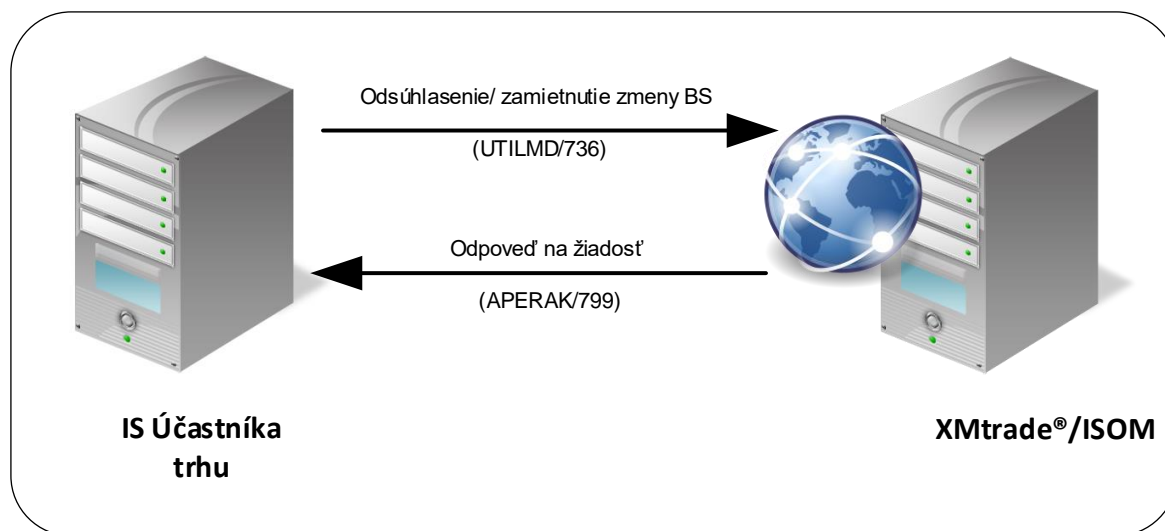 Odsúhlasenie/ zamietnutie zmeny BS
(UTILMD/736)
Odpoveď na žiadosť
(APERAK/799)
IS Účastníka
trhu
XMtrade®/ISOM